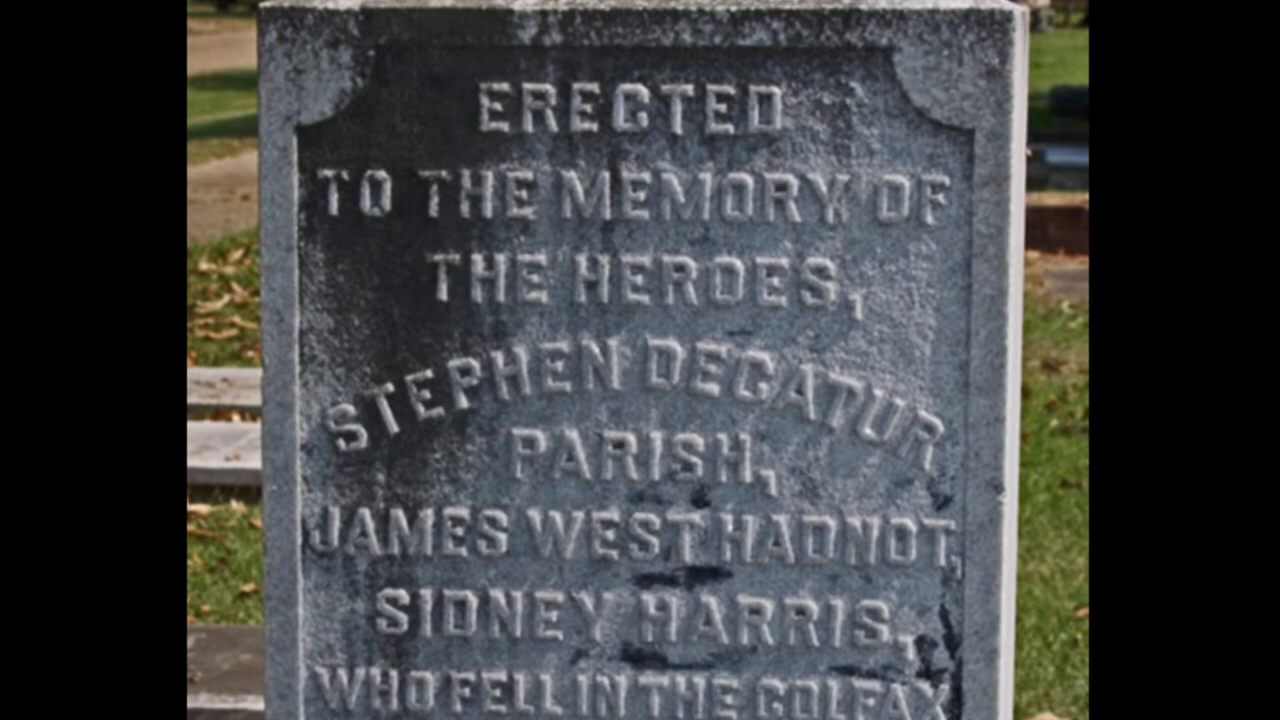 ERECTED
TO THE MEMORY OF
THE HEROES,
STEPHEN DECATUR
PARISH,
JAMES WEST HADNOT,
SIDNEY HARRIS,
WHO FELL IN THE COLFAX